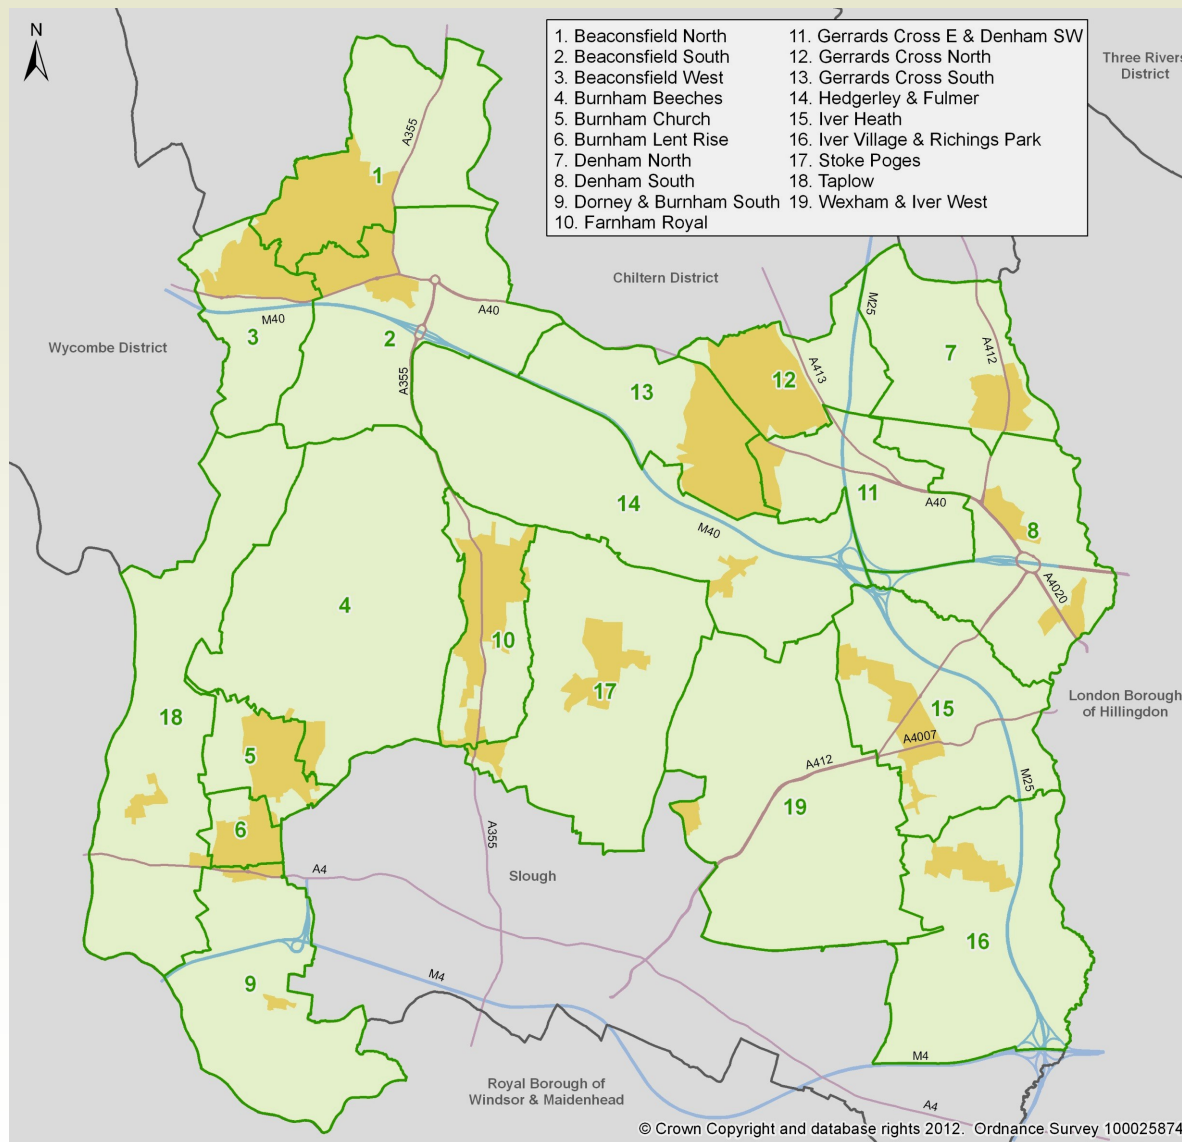 N
1. Beaconsfield North
2. Beaconsfield South
3. Beaconsfield West
4. Burnham Beeches
5. Burnham Church
6. Burnham Lent Rise
7. Denham North
8. Denham South
9. Dorney & Burnham South
10. Farnham Royal
11. Gerrards Cross E & Denham SW
12. Gerrards Cross North
13. Gerrards Cross South
14. Hedgerley & Fulmer
15. Iver Heath
16. Iver Village & Richings Park
17. Stoke Poges
18. Taplow
19. Wexham & Iver West
Three Rivers
District
A355
1
Chiltern District
M25
A40
M40
3
2
Wycombe District
A355
A412
7
A413
12
13
11
14
A40
M40
8
A4020
4
10
17
18
15
London Borough
of Hillingdon
A4007
A412
5
M25
19
6
A355
A4
Slough
16
9
M4
M4
Royal Borough of
Windsor & Maidenhead
A4
© Crown Copyright and database rights 2012. Ordnance Survey 100025874